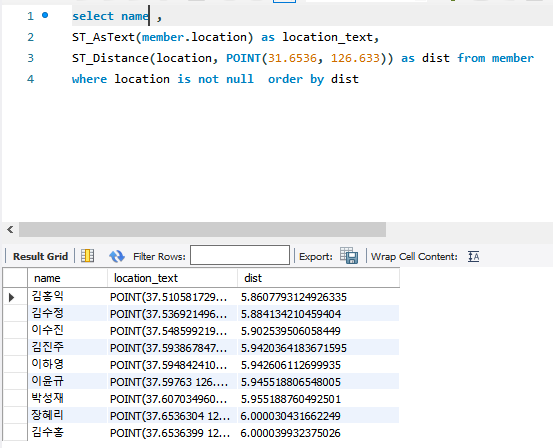 1 select name ,
2 ST_AsText(member.location) as location_text,
3 ST_Distance(location, POINT(31.6536, 126.633)) as dist from member
4 where location is not null order by dist
Result Grid Filter Rows: Export: Wrap Cell Content: IA
name location_text dist
김홍익 POINT(37.510581729... 5.8607793124926335
김수정 POINT(37.536921496... 5.884134210459404
이수진 POINT(37.548599219... 5.902539506058449
김진주 POINT(37.593867847... 5.9420364183671595
이하영 POINT(37.594842410... 5.942606112699935
이윤규 POINT(37.59763 126.... 5.945518806548005
박성재 POINT(37.607034960... 5.955188760492501
장혜리 POINT(37.6536304 12... 6.000030431662249
김수홍 POINT(37.6536399 12... 6.000039932375026